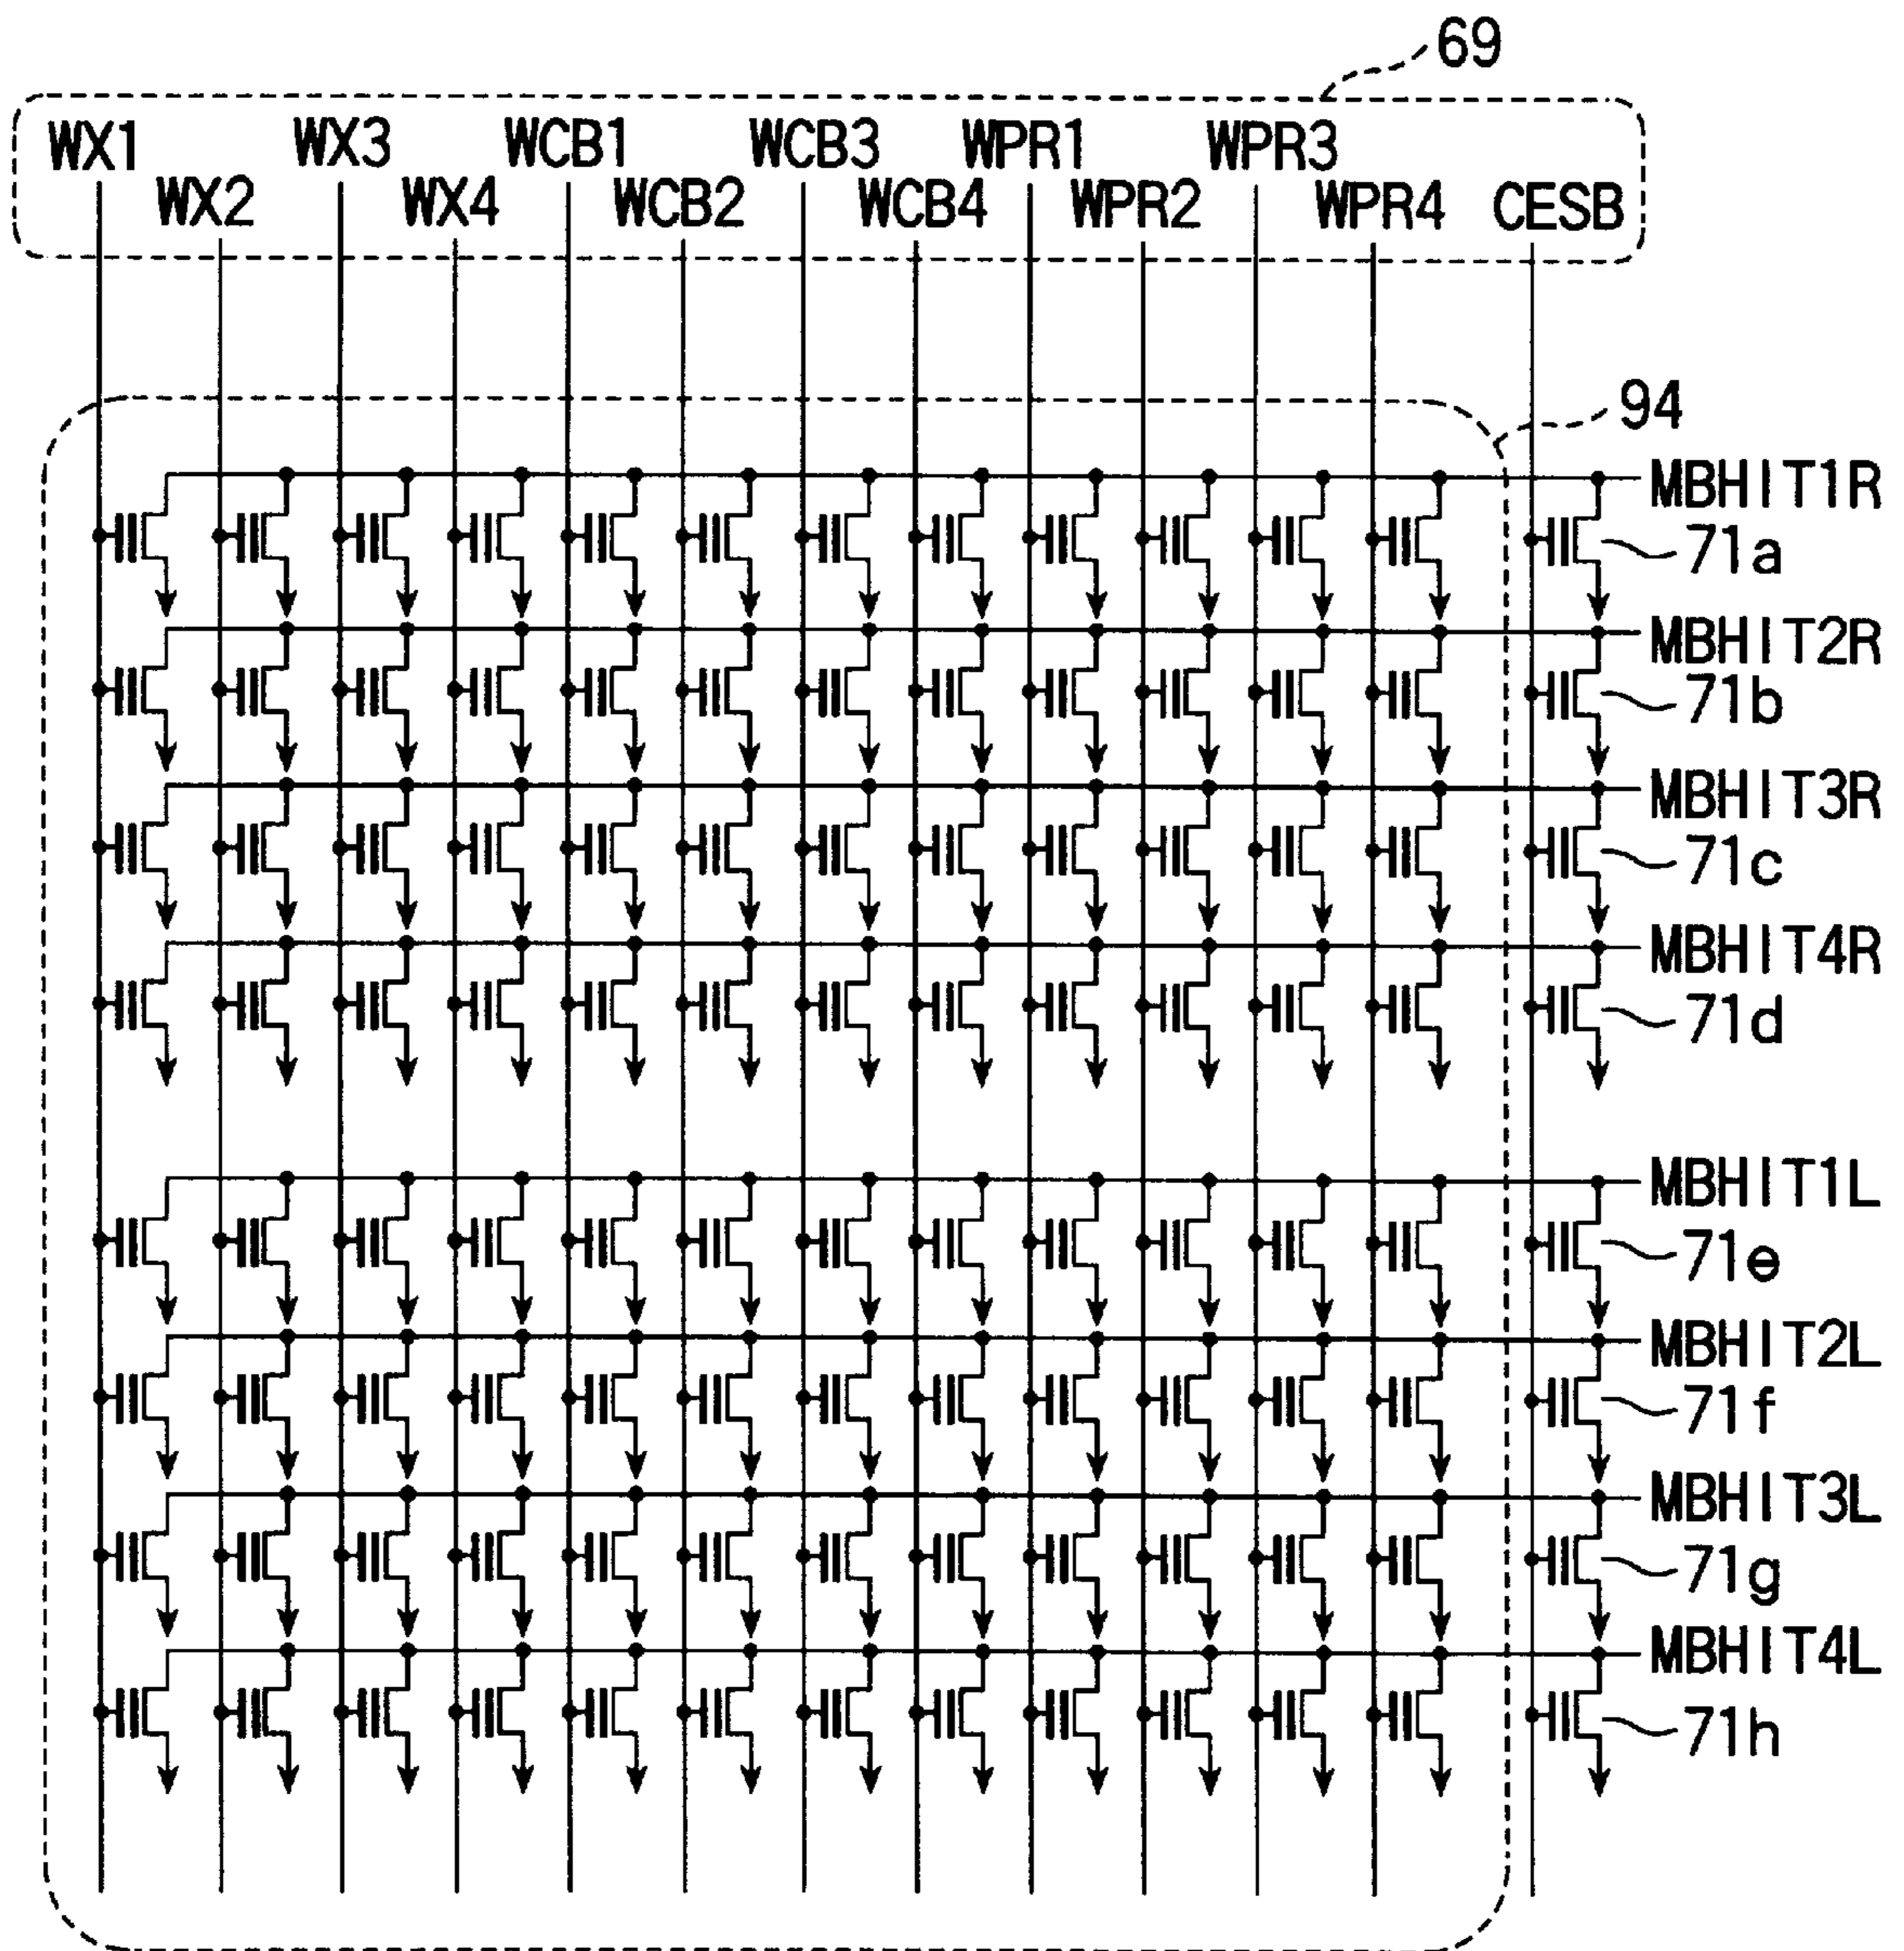 69
WX1 WX3 WCB1 WCB3 WPR1 WPR3
WX2 WX4 WCB2 WCB4 WPR2 WPR4 CESB
94
MBHIT1R
71a
MBHIT2R
71b
MBHIT3R
71c
MBHIT4R
71d
MBHIT1L
71e
MBHIT2L
71f
MBHIT3L
71g
MBHIT4L
71h